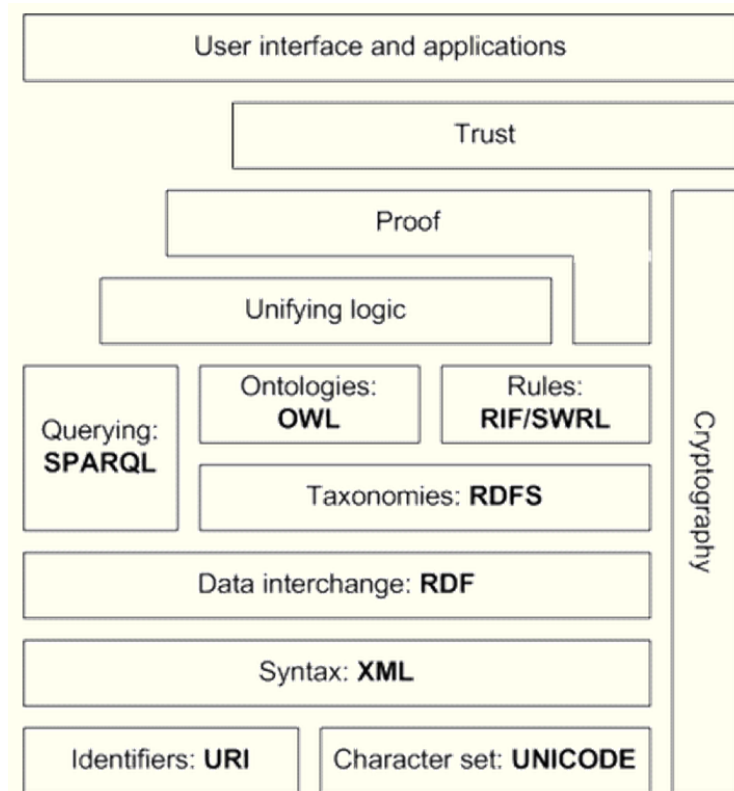 User interface and applications
Trust
Proof
Unifying logic
Querying:
SPARQL
Ontologies:
OWL
Rules:
RIF/SWRL
Taxonomies: RDFS
Cryptography
Data interchange: RDF
Syntax: XML
Identifiers: URI
Character set: UNICODE